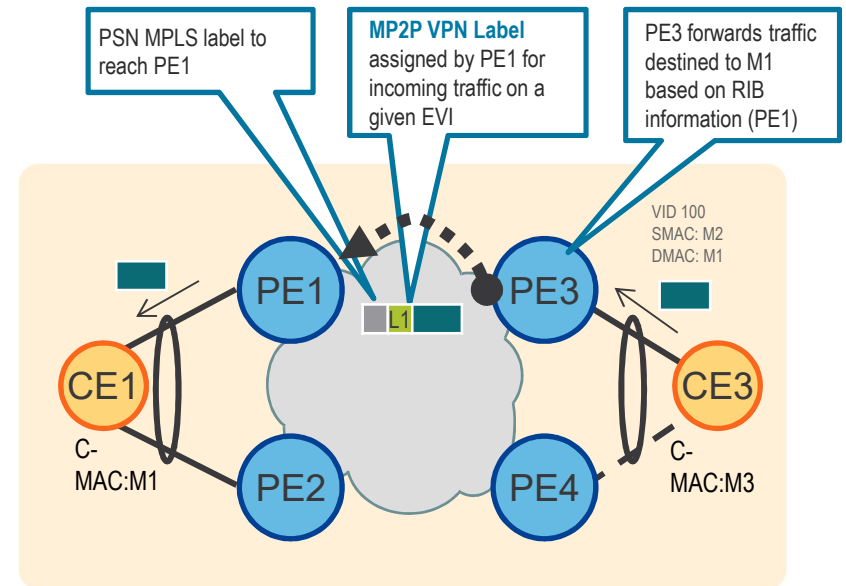 PSN MPLS label to
reach PE1
MP2P VPN Label
assigned by PE1 for
incoming traffic on a
given EVI
PE3 forwards traffic
destined to M1
based on RIB
information (PE1)
VID 100
SMAC: M2
DMAC: M1
PE1
PE3
L1
CE1
CE3
C-
MAC:M1
C-
MAC:M3
PE2
PE4